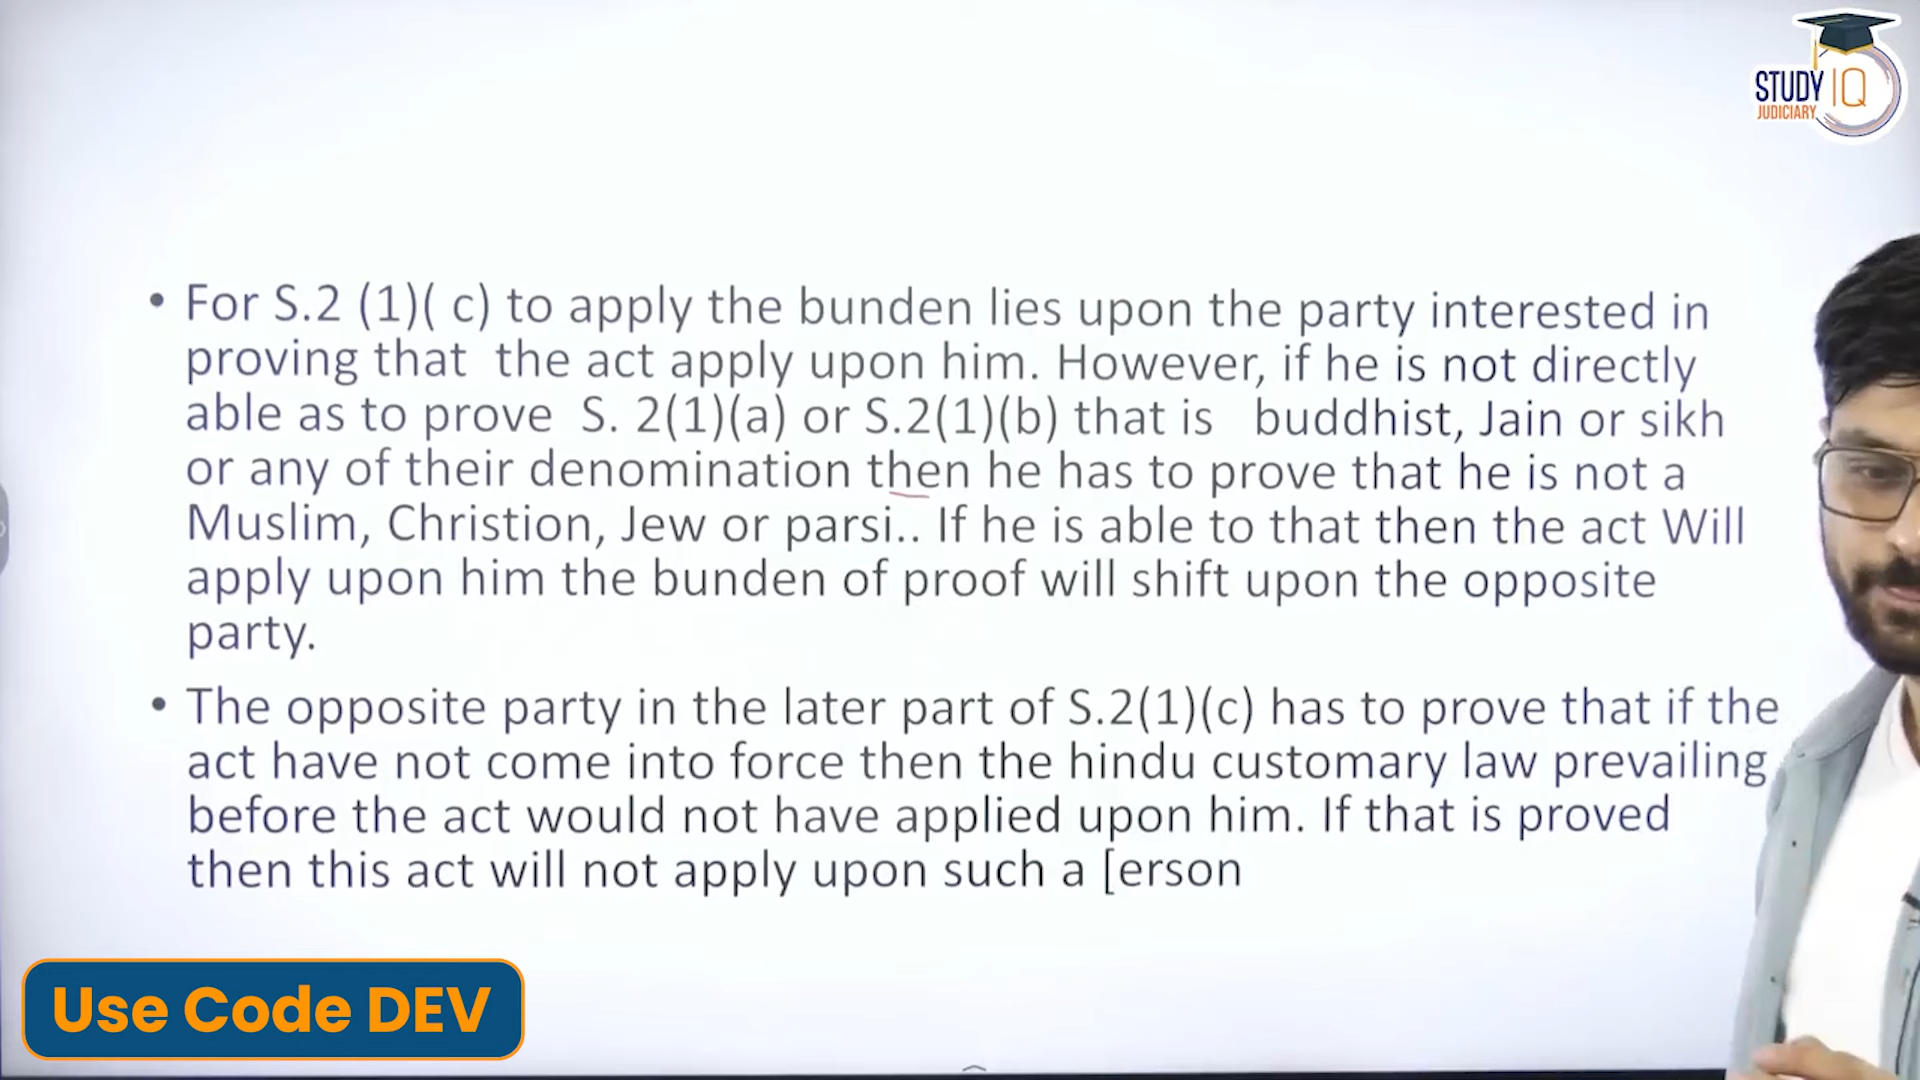 STUDY IQ
JUDICIARY
• For S.2 (1)( c) to apply the bunden lies upon the party interested in
proving that the act apply upon him. However, if he is not directly
able as to prove S. 2(1)(a) or S.2(1)(b) that is buddhist, Jain or sikh
or any of their denomination then he has to prove that he is not a
Muslim, Christion, Jew or parsi.. If he is able to that then the act Will
apply upon him the bunden of proof will shift upon the opposite
party.
• The opposite party in the later part of S.2(1)(c) has to prove that if the
act have not come into force then the hindu customary law prevailing
before the act would not have applied upon him. If that is proved
then this act will not apply upon such a [erson
Use Code DEV